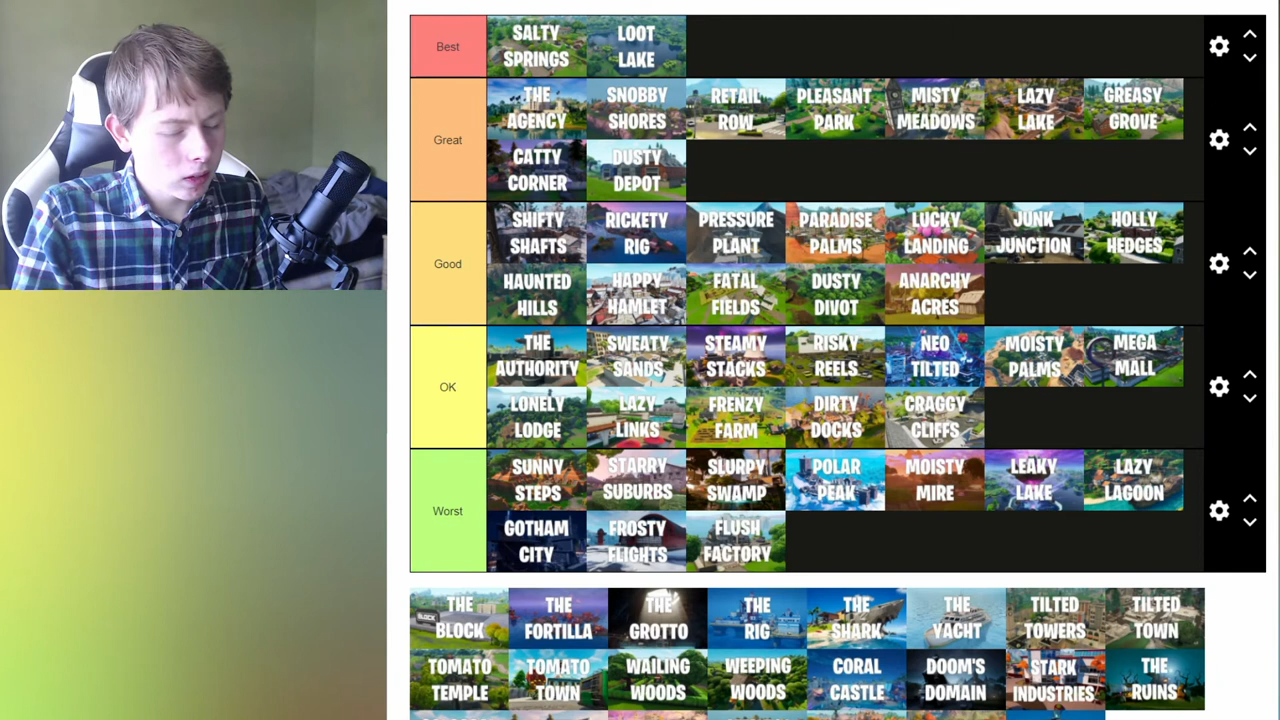 Best
SALTY SPRINGS
LOOT LAKE
Great
THE AGENCY
SNOBBY SHORES
RETAIL ROW
PLEASANT PARK
MISTY MEADOWS
LAZY LAKE
GREASY GROVE
CATTY CORNER
DUSTY DEPOT
Good
SHIFTY SHAFTS
RICKETY RIG
PRESSURE PLANT
PARADISE PALMS
LUCKY LANDING
JUNK JUNCTION
HOLLY HEDGES
HAUNTED HILLS
HAPPY HAMLET
FATAL FIELDS
DUSTY DIVOT
ANARCHY ACRES
OK
THE AUTHORITY
SWEATY SANDS
STEAMY STACKS
RISKY REELS
NEO TILTED
MOISTY PALMS
MEGA MALL
LONELY LODGE
LAZY LINKS
FRENZY FARM
DIRTY DOCKS
CRAGGY CLIFFS
Worst
SUNNY STEPS
STARRY SUBURBS
SLURPY SWAMP
POLAR PEAK
MOISTY MIRE
LEAKY LAKE
LAZY LAGOON
GOTHAM CITY
FROSTY FLIGHTS
FLUSH FACTORY
THE BLOCK
THE FORTILLA
THE GROTTO
THE RIG
THE SHARK
THE YACHT
TILTED TOWERS
TILTED TOWN
TOMATO TEMPLE
TOMATO TOWN
WAILING WOODS
WEEPING WOODS
CORAL CASTLE
DOOM'S DOMAIN
STARK INDUSTRIES
THE RUINS